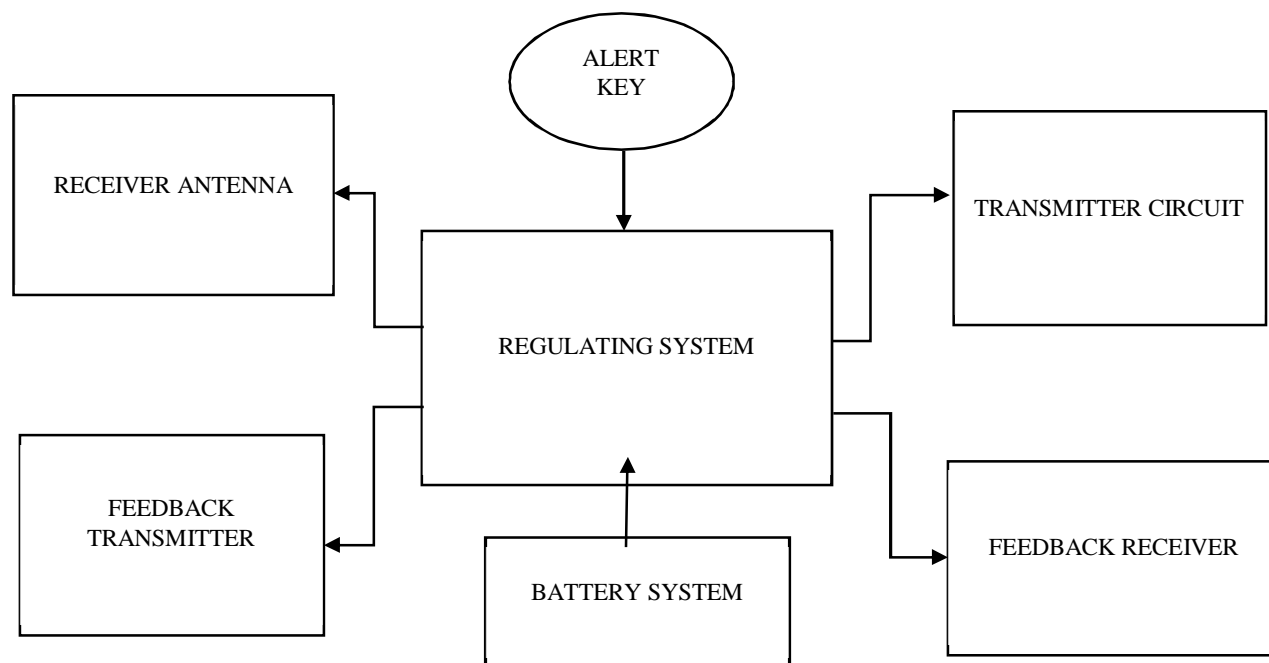 ALERT
KEY
RECEIVER ANTENNA
TRANSMITTER CIRCUIT
REGULATING SYSTEM
FEEDBACK
TRANSMITTER
FEEDBACK RECEIVER
BATTERY SYSTEM